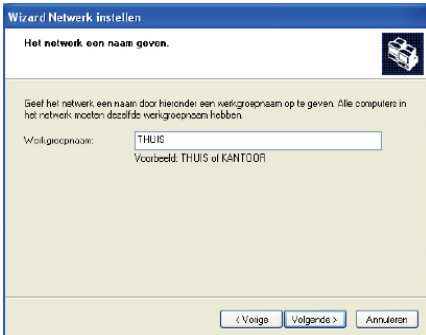 Wizard Netwerk instellen
Het netwerk een naam geven.
Geef het netwerk een naam door hieronder een werkgroepnaam op te geven. Alle computers in
het netwerk moeten dezelfde werkgroepnaam hebben.
Werkgroepnaam: THUIS
Voorbeeld: THUIS of KANTOOR
< Vorige Volgende > Annuleren